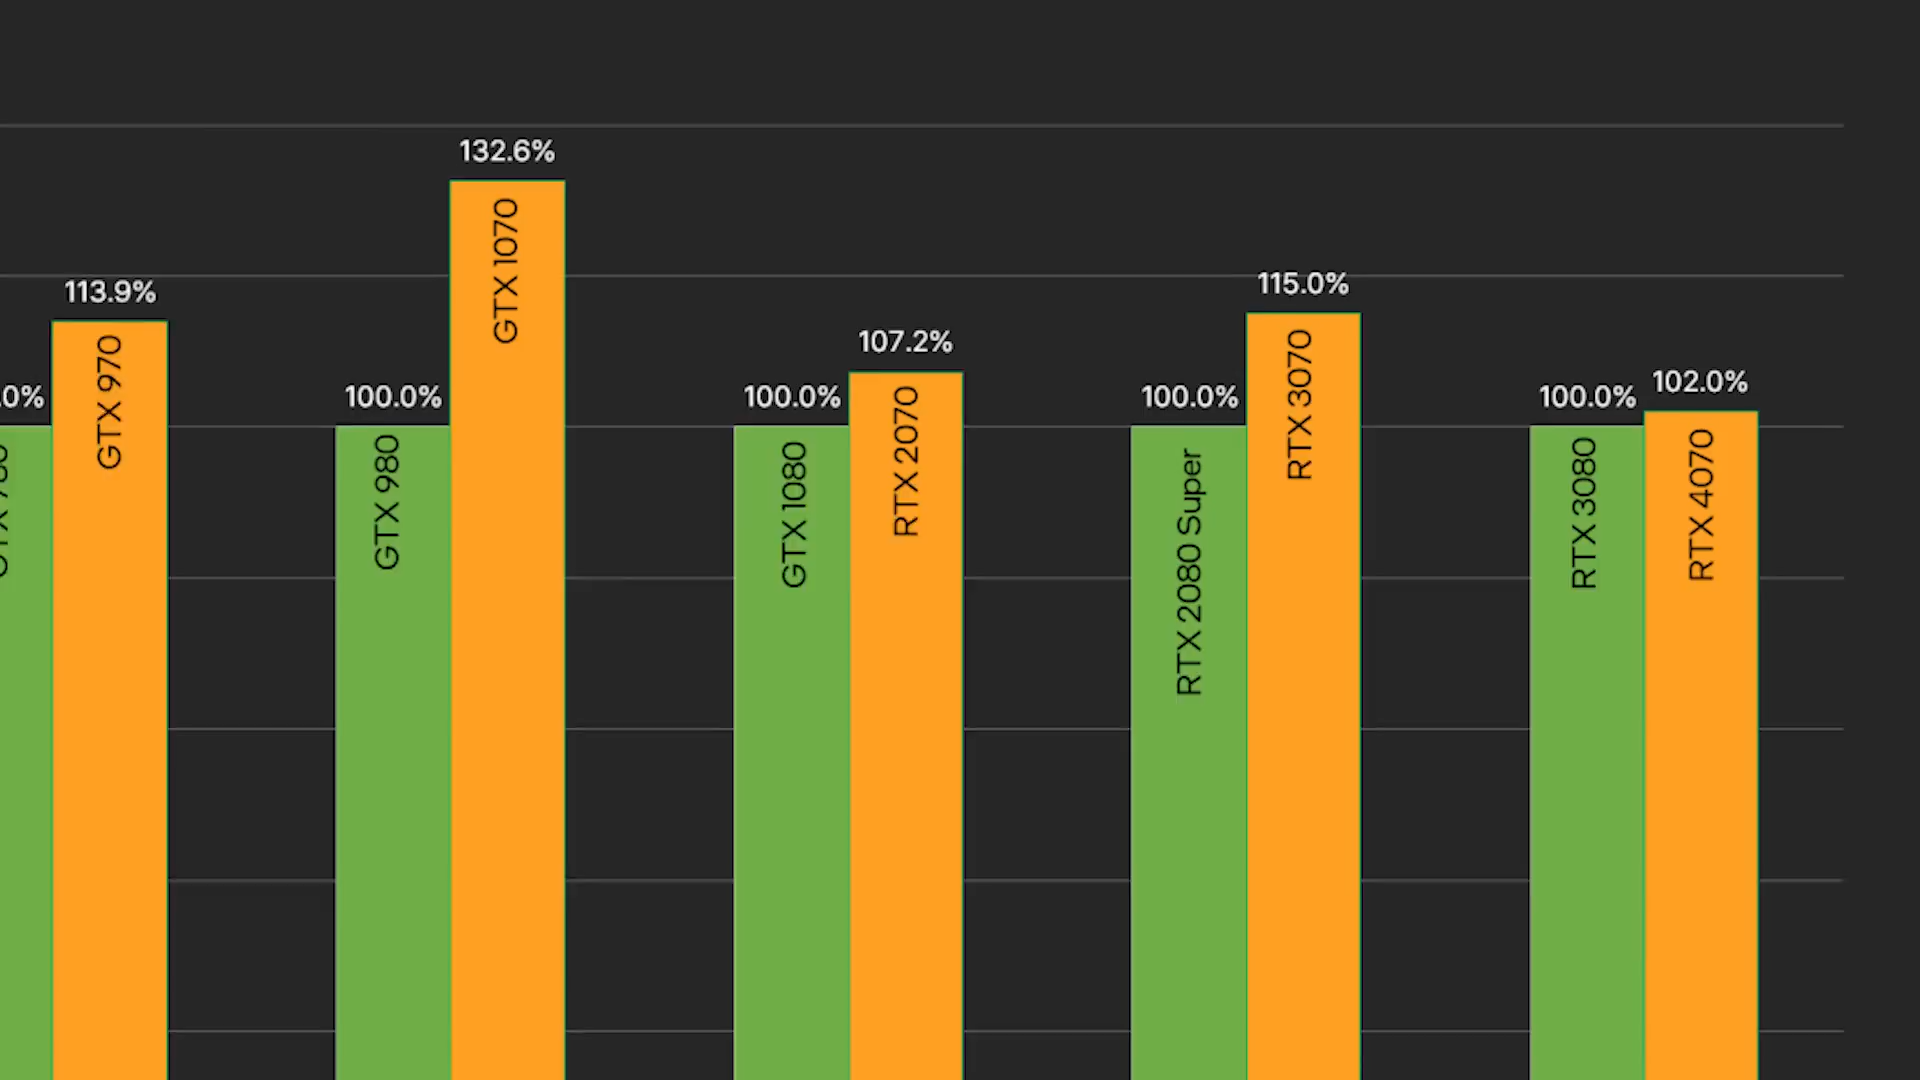 132.6%
115.0%
113.9%
107.2%
102.0%
100.0%
100.0%
100.0%
100.0%
.0%
GTX 970
GTX 980
GTX 1070
GTX 1080
RTX 2070
RTX 2080 Super
RTX 3070
RTX 3080
RTX 4070